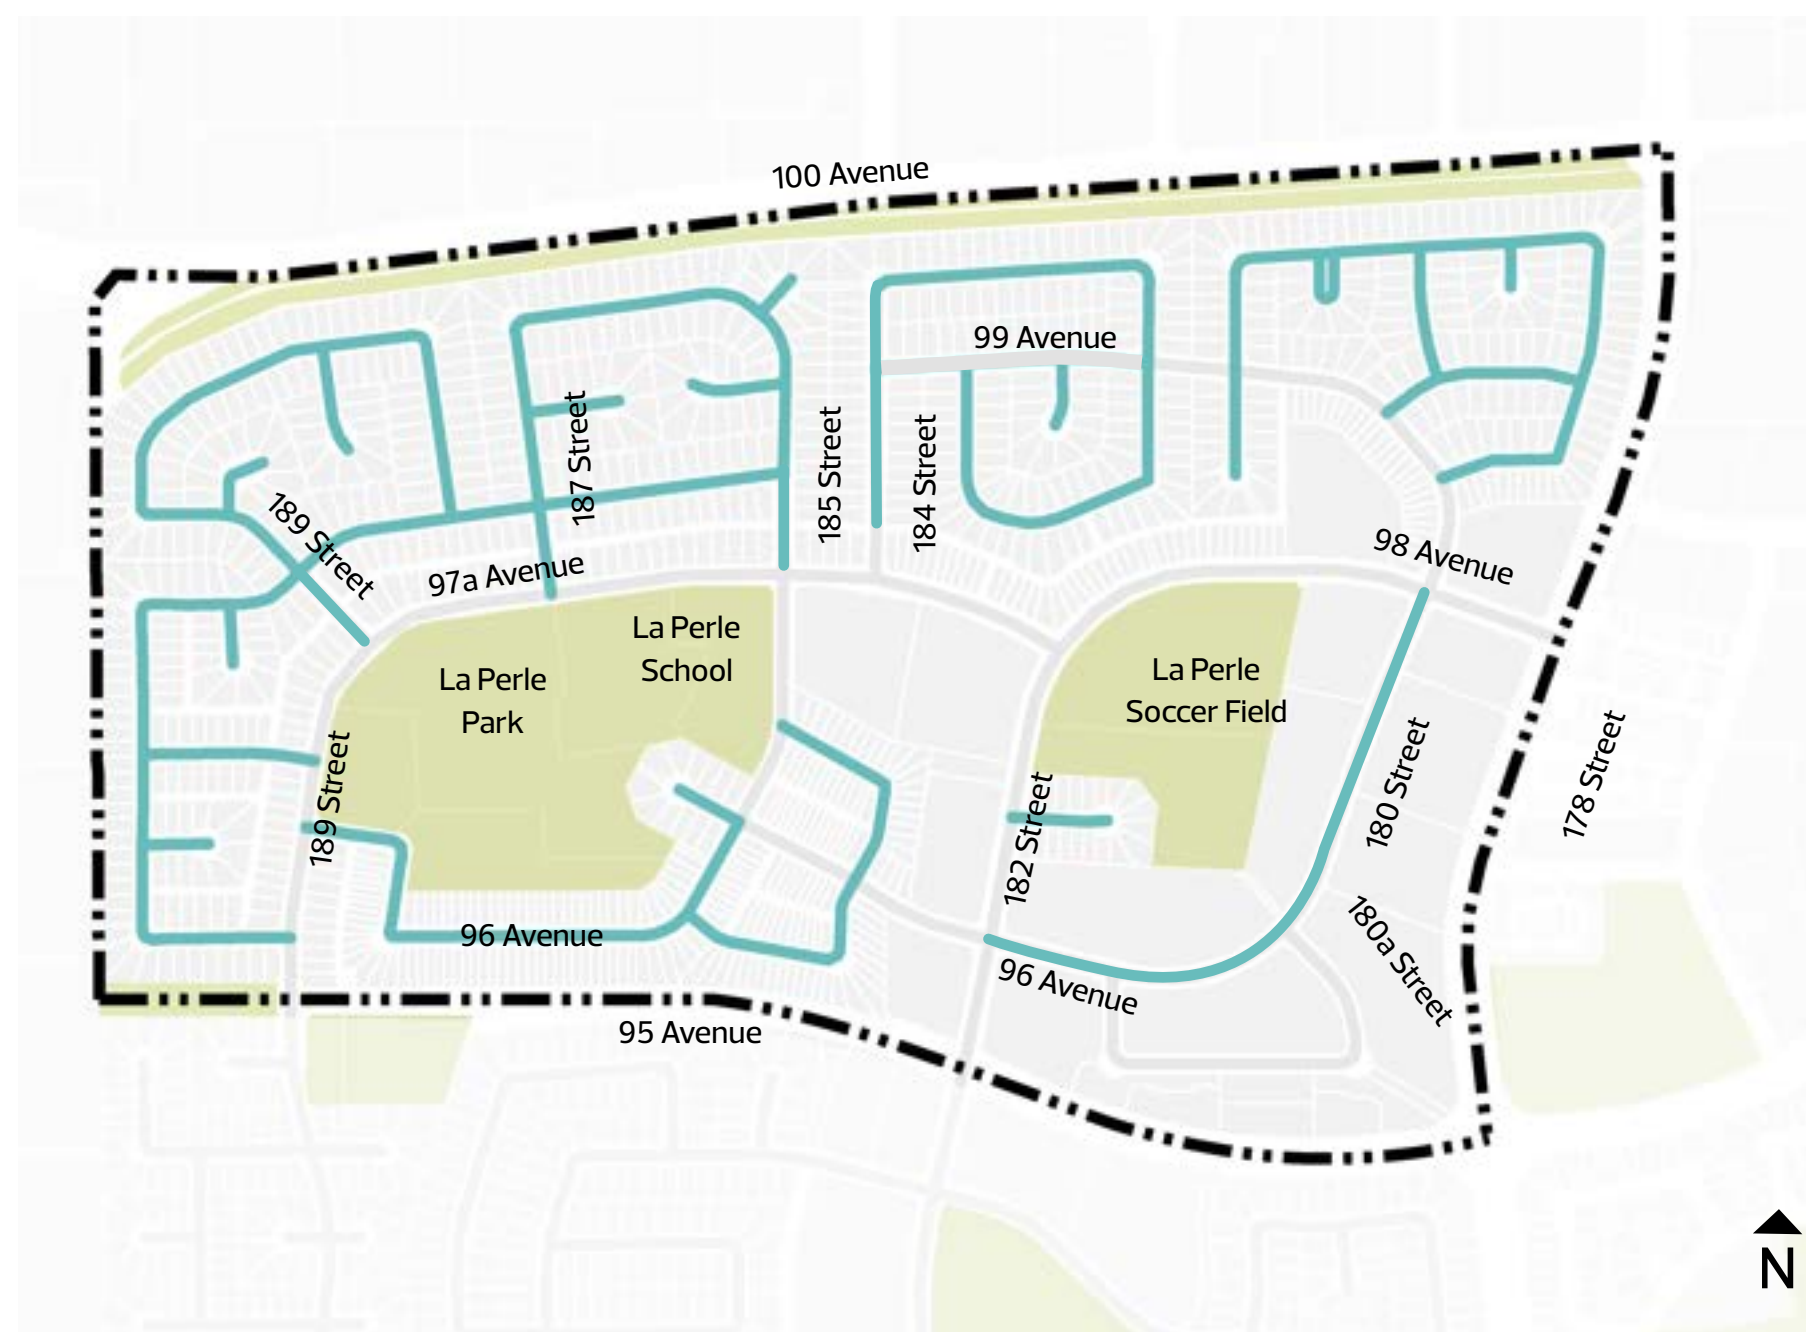 100 Avenue
99 Avenue
187 Street
185 Street
184 Street
189 Street
97a Avenue
98 Avenue
La Perle
School
La Perle
Park
La Perle
Soccer Field
189 Street
182 Street
180 Street
178 Street
96 Avenue
96 Avenue
180a Street
95 Avenue
N